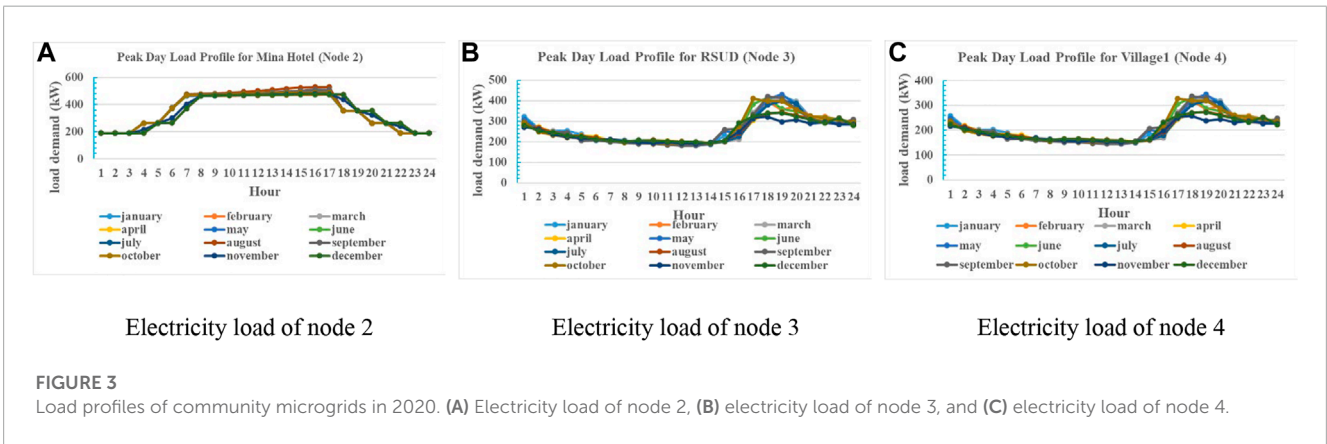 A
Peak Day Load Profile for Mina Hotel (Node 2)
load demand (kW)
600
400
200
0
1 2 3 4 5 6 7 8 9 10 11 12 13 14 15 16 17 18 19 20 21 22 23 24
Hour
january february march
april may june
july august september
october november december
B
Peak Day Load Profile for RSUD (Node 3)
load demand (kW)
500
400
300
200
100
0
1 2 3 4 5 6 7 8 9 10 11 12 13 14 15 16 17 18 19 20 21 22 23 24
Hour
january february march
april may june
july august september
october november december
C
Peak Day Load Profile for Village1 (Node 4)
load demand (kW)
400
300
200
100
0
1 2 3 4 5 6 7 8 9 10 11 12 13 14 15 16 17 18 19 20 21 22 23 24
Hour
january february march april
may june july august
september october november december
Electricity load of node 2
Electricity load of node 3
Electricity load of node 4
FIGURE 3
Load profiles of community microgrids in 2020. (A) Electricity load of node 2, (B) electricity load of node 3, and (C) electricity load of node 4.